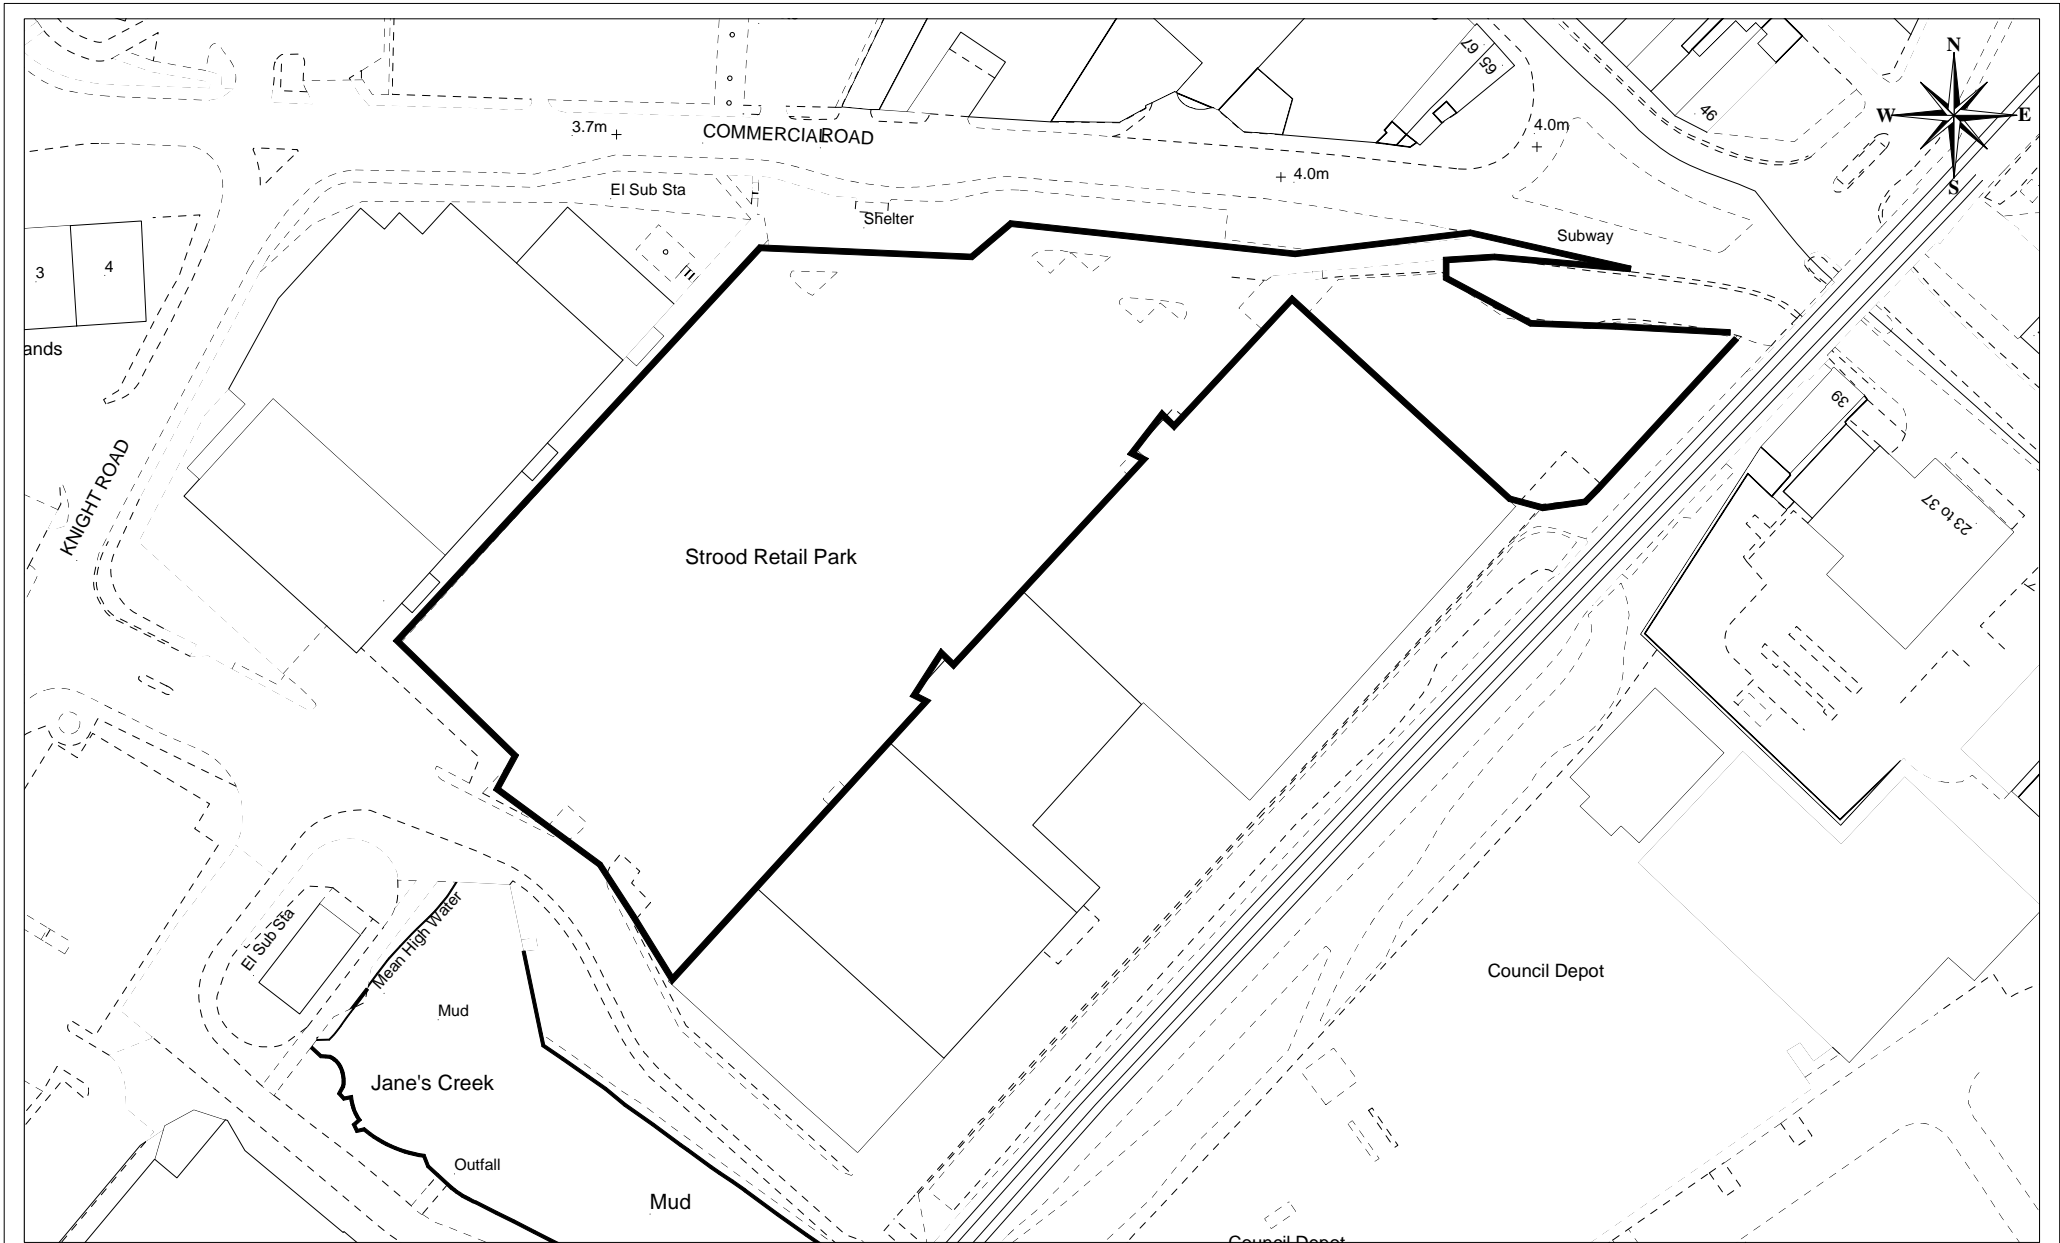 67
65
46
N
W
E
S
3.7m
COMMERCIALROAD
4.0m
4.0m
El Sub Sta
Shelter
Subway
3
4
ands
39
KNIGHT ROAD
23 to 37
Strood Retail Park
El Sub Sta
Mean High Water
Mud
Council Depot
Jane's Creek
Outfall
Mud
Council Depot